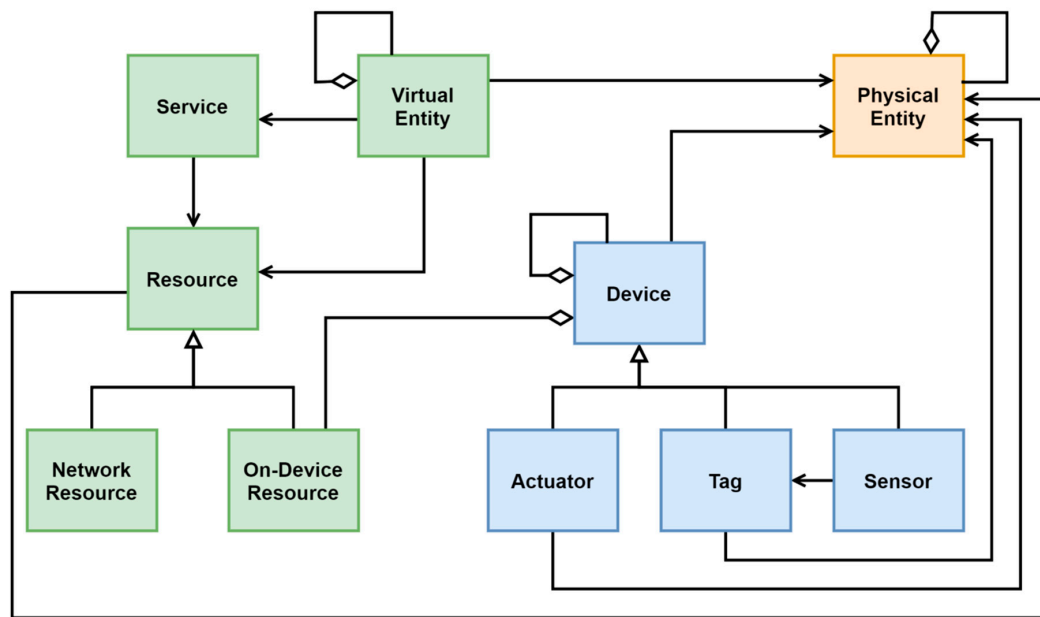 Service
Virtual
Entity
Physical
Entity
Resource
Device
Network
Resource
On-Device
Resource
Actuator
Tag
Sensor